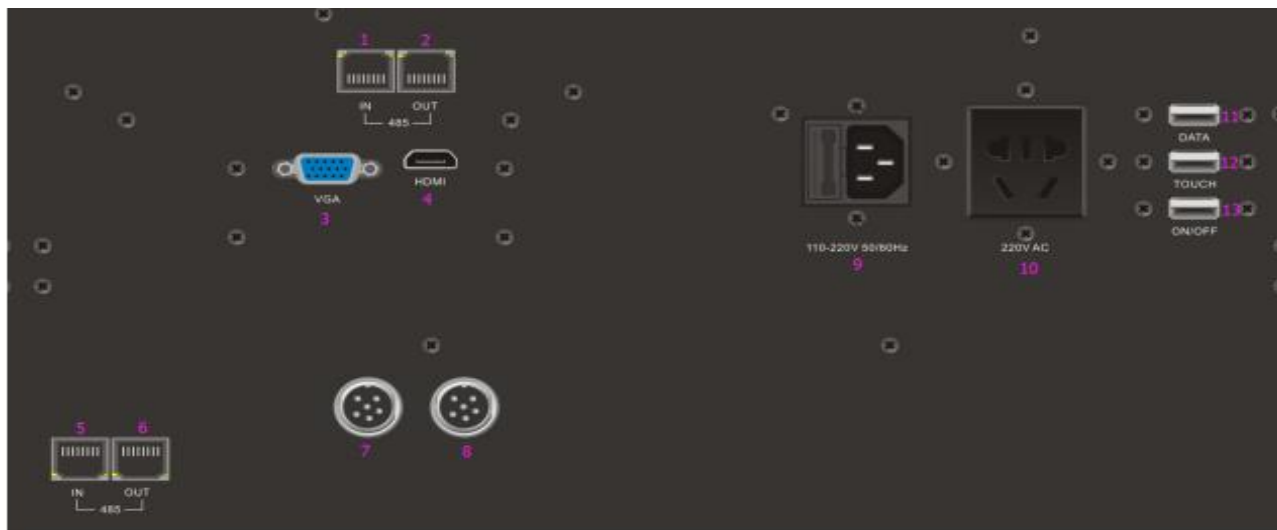 1 2
IN OUT
485
11
DATA
12
TOUCH
13
ON/OFF
VGA
3
HDMI
4
110-220V 50/60Hz
9
220V AC
10
7
8
5 6
IN OUT
485